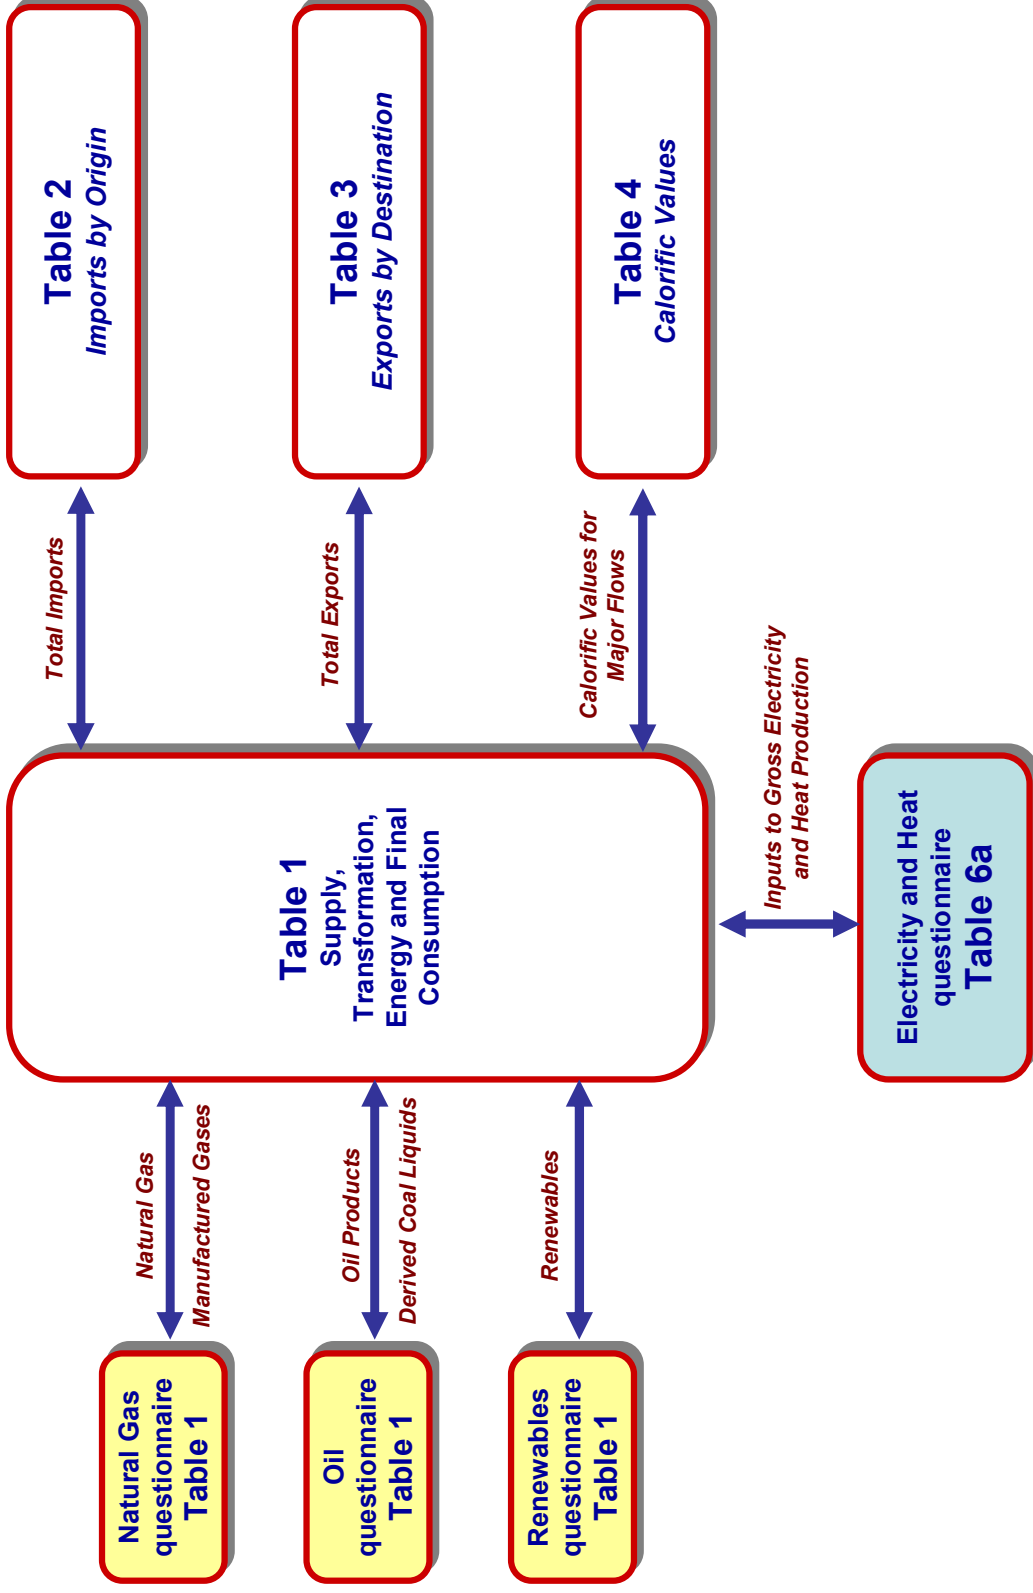 Natural Gas
questionnaire
Table 1
Natural Gas
Manufactured Gases
Oil
questionnaire
Table 1
Oil Products
Derived Coal Liquids
Renewables
questionnaire
Table 1
Renewables
Table 1
Supply,
Transformation,
Energy and Final
Consumption
Total Imports
Table 2
Imports by Origin
Total Exports
Table 3
Exports by Destination
Calorific Values for
Major Flows
Table 4
Calorific Values
Inputs to Gross Electricity
and Heat Production
Electricity and Heat
questionnaire
Table 6a